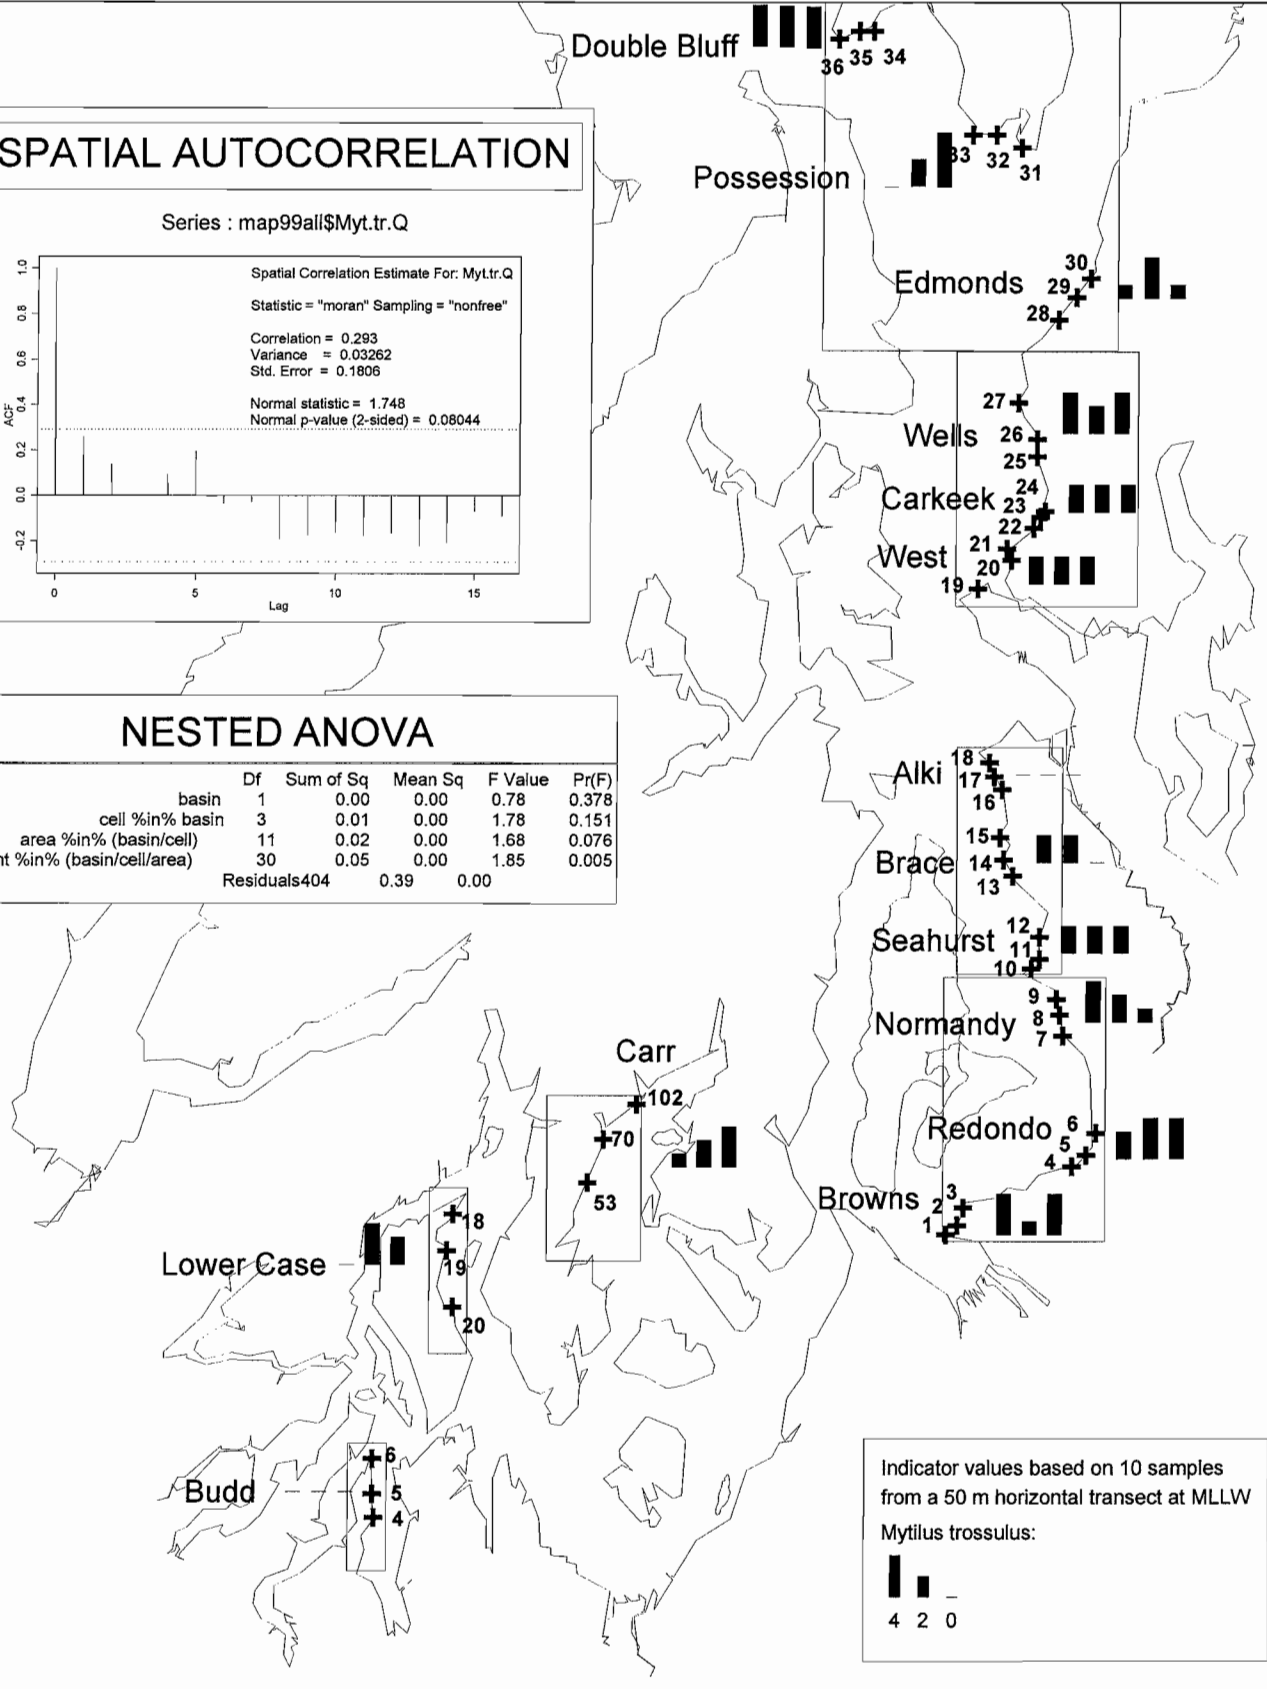 Double Bluff
36 35 34
SPATIAL AUTOCORRELATION
33 32 31
Possession
Series : map99all$Myt.tr.Q
Spatial Correlation Estimate For: Myt.tr.Q
Statistic = "moran" Sampling = "nonfree"
Correlation = 0.293
Variance = 0.03262
Std. Error = 0.1806
Normal statistic = 1.748
Normal p-value (2-sided) = 0.08044
1.0
0.8
0.6
0.4
0.2
0.0
-0.2
ACF
0 5 10 15
Lag
30
Edmonds 29
28
27
Wells 26
25
24
Carkeek 23
22
21
West 20
19
NESTED ANOVA
Df Sum of Sq Mean Sq F Value Pr(F)
basin 1 0.00 0.00 0.78 0.378
cell %in% basin 3 0.01 0.00 1.78 0.151
area %in% (basin/cell) 11 0.02 0.00 1.68 0.076
%in% (basin/cell/area) 30 0.05 0.00 1.85 0.005
Residuals404 0.39 0.00
18
Alki 17
16
15
Brace 14
13
12
Seahurst 11
10
9
Normandy 8
7
Carr
102
70
53
6
Redondo 5
4
3
Browns 2
1
18
Lower Case 19
20
6
Budd 5
4
Indicator values based on 10 samples
from a 50 m horizontal transect at MLLW
Mytilus trossulus:
4 2 0